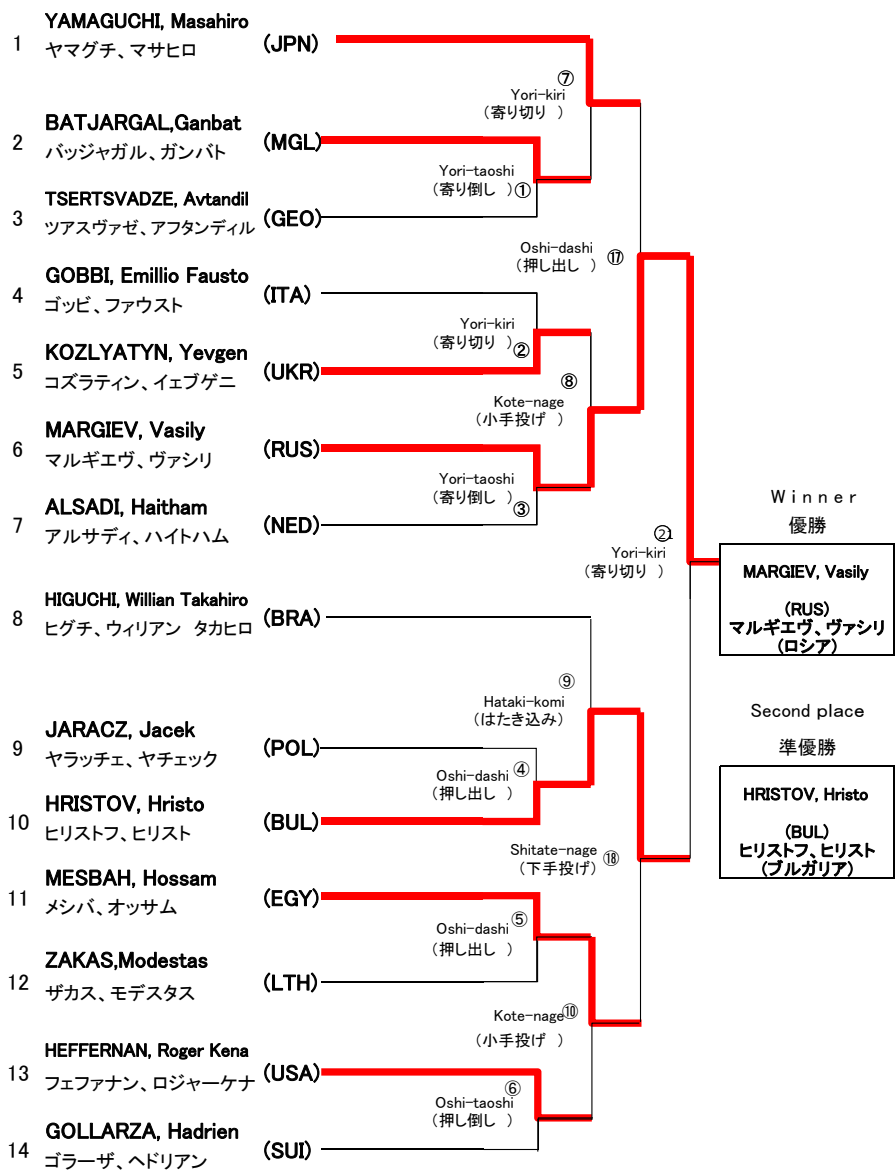 1
YAMAGUCHI, Masahiro
ヤマグチ、マサヒロ
(JPN)
⑦
Yori-kiri
（寄り切り ）
2
BATJARGAL,Ganbat
バッジャガル、ガンバト
(MGL)
Yori-taoshi
（寄り倒し ）①
3
TSERTSVADZE, Avtandil
ツアスヴァゼ、アフタンディル
(GEO)
Oshi-dashi
（押し出し ）
⑰
4
GOBBI, Emillio Fausto
ゴッビ、ファウスト
(ITA)
Yori-kiri
（寄り切り ）②
5
KOZLYATYN, Yevgen
コズラティン、イェブゲニ
(UKR)
⑧
Kote-nage
（小手投げ ）
6
MARGIEV, Vasily
マルギエヴ、ヴァシリ
(RUS)
Yori-taoshi
（寄り倒し ）
③
7
ALSADI, Haitham
アルサディ、ハイトハム
(NED)
㉑
Yori-kiri
（寄り切り ）
Winner
優勝
MARGIEV, Vasily
(RUS)
マルギエヴ、ヴァシリ
(ロシア)
8
HIGUCHI, Willian Takahiro
ヒグチ、ウィリアン　タカヒロ
(BRA)
⑨
Hataki-komi
（はたき込み）
9
JARACZ, Jacek
ヤラッチェ、ヤチェック
(POL)
Oshi-dashi ④
（押し出し ）
Second place
準優勝
HRISTOV, Hristo
(BUL)
ヒリストフ、ヒリスト
(ブルガリア)
10
HRISTOV, Hristo
ヒリストフ、ヒリスト
(BUL)
Shitate-nage
（下手投げ）
⑱
11
MESBAH, Hossam
メシバ、オッサム
(EGY)
Oshi-dashi ⑤
（押し出し ）
12
ZAKAS,Modestas
ザカス、モデスタス
(LTH)
Kote-nage ⑩
（小手投げ ）
13
HEFFERNAN, Roger Kena
フェファナン、ロジャーケナ
(USA)
⑥
Oshi-taoshi
（押し倒し ）
14
GOLLARZA, Hadrien
ゴラーザ、ヘドリアン
(SUI)